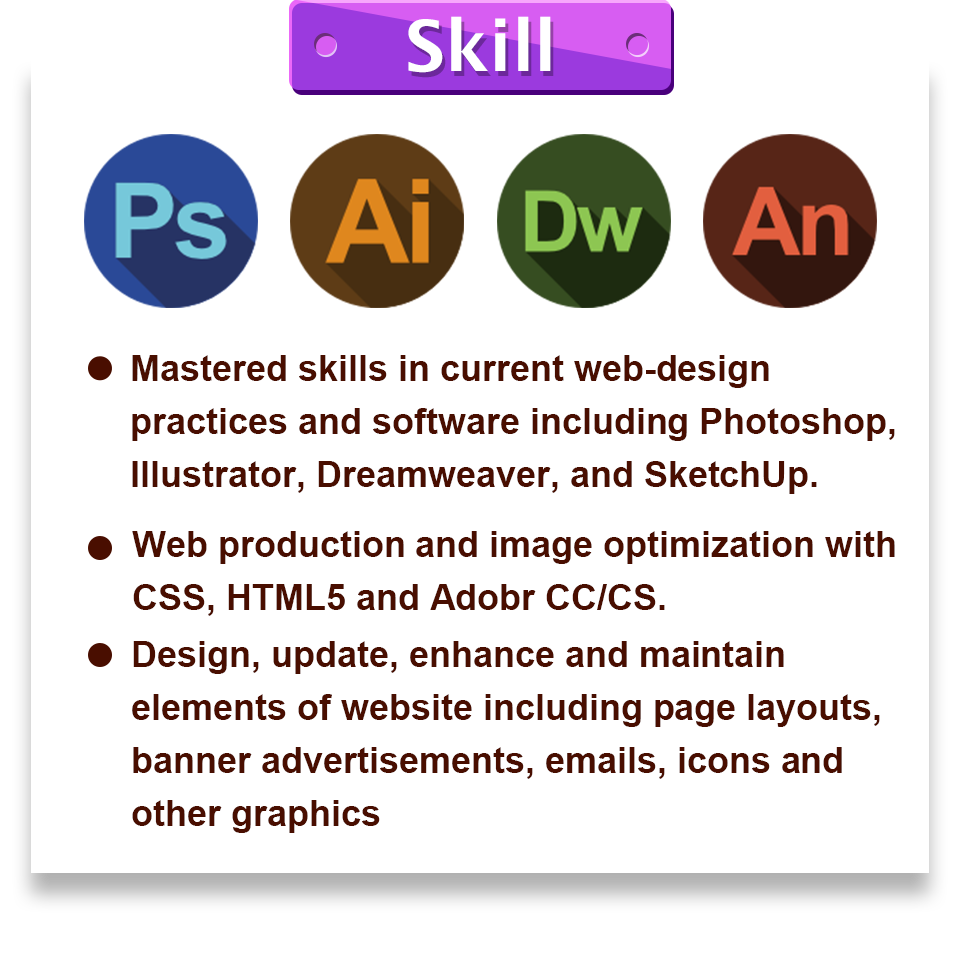 Skill
Ps Ai Dw An
Mastered skills in current web-design
practices and software including Photoshop,
Illustrator, Dreamweaver, and SketchUp.
Web production and image optimization with
CSS, HTML5 and Adobr CC/CS.
Design, update, enhance and maintain
elements of website including page layouts,
banner advertisements, emails, icons and
other graphics